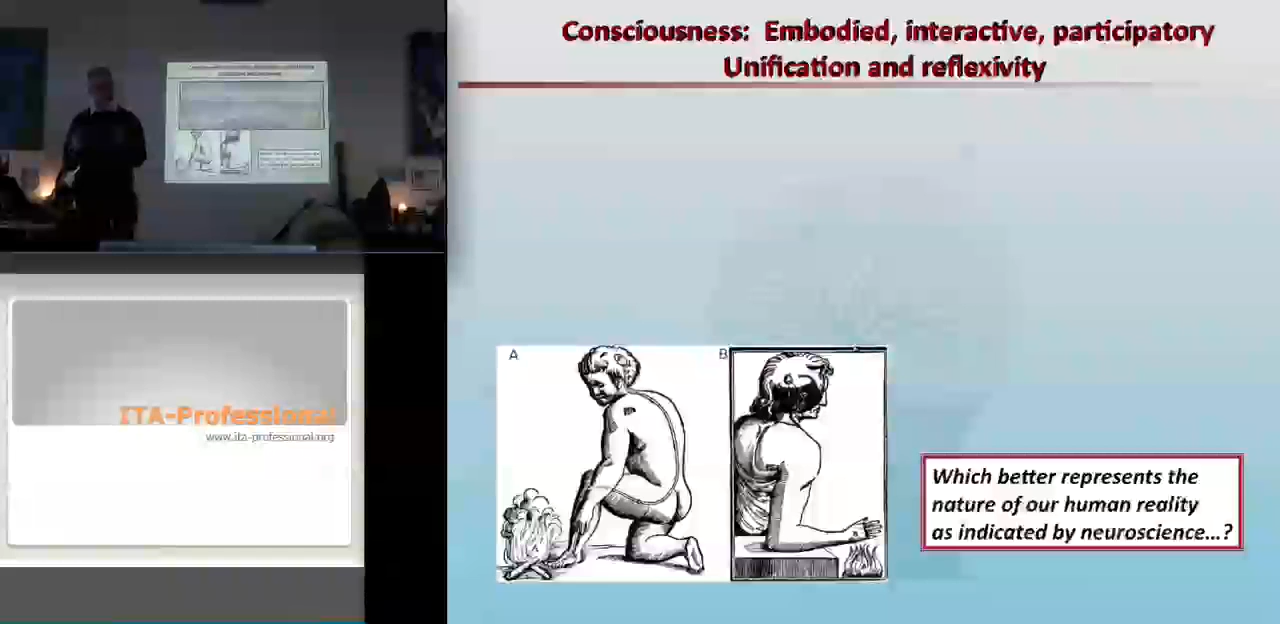 Consciousness: Embodied, interactive, participatory
Unification and reflexivity
ITA-Professional
www.ita-professional.org
A
B
Which better represents the
nature of our human reality
as indicated by neuroscience...?